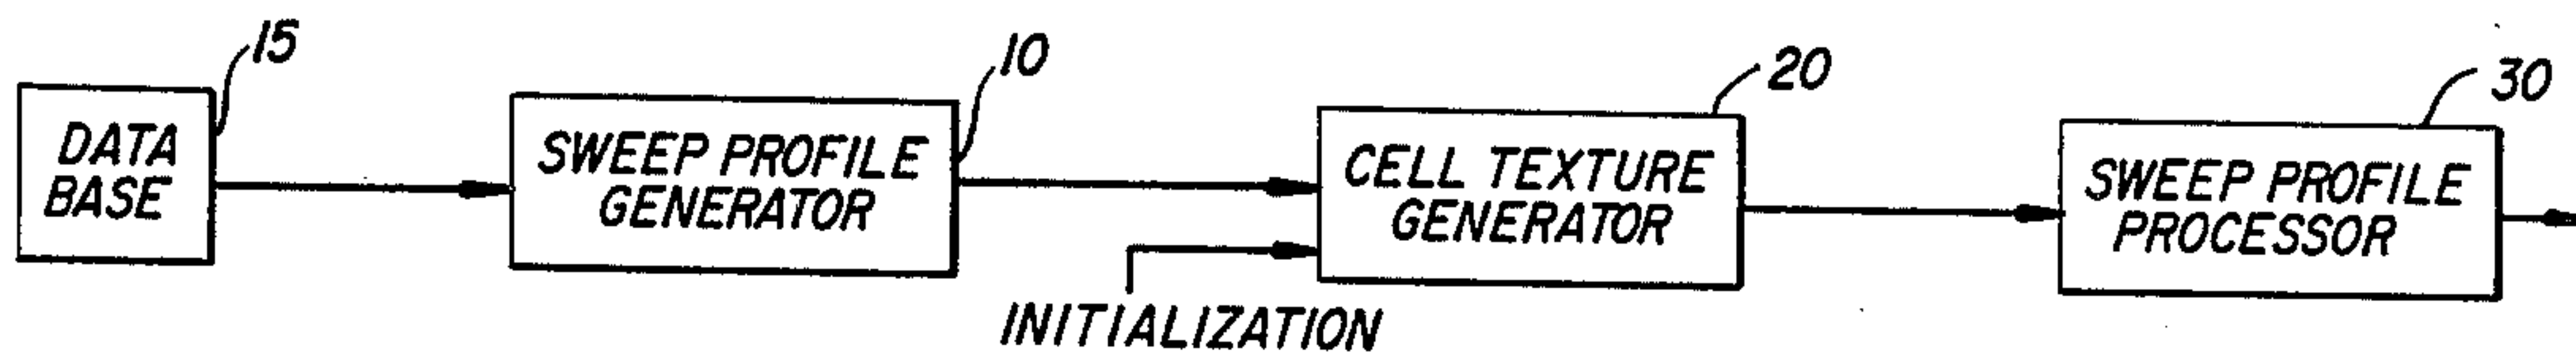 15
DATA
BASE
10
SWEEP PROFILE
GENERATOR
20
CELL TEXTURE
GENERATOR
INITIALIZATION
30
SWEEP PROFILE
PROCESSOR